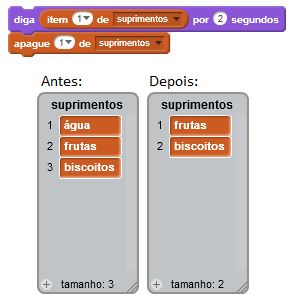 diga item 1 de suprimentos por 2 segundos
apague 1 de suprimentos
Antes: Depois:
suprimentos suprimentos
1 água 1 frutas
2 frutas 2 biscoitos
3 biscoitos
+ tamanho: 3 + tamanho: 2